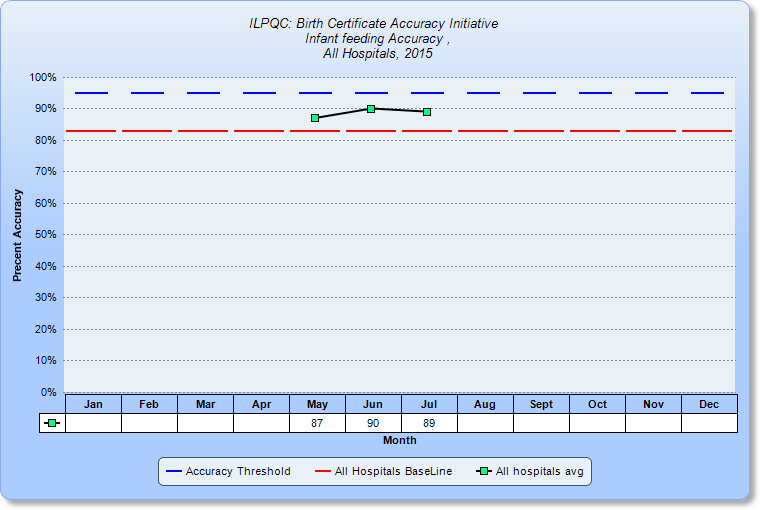 ILPQC: Birth Certificate Accuracy Initiative
Infant feeding Accuracy ,
All Hospitals, 2015
100%
90%
80%
70%
60%
50%
40%
30%
20%
10%
0%
Precent Accuracy
Jan Feb Mar Apr May Jun Jul Aug Sept Oct Nov Dec
87 90 89
Month
Accuracy Threshold All Hospitals BaseLine All hospitals avg